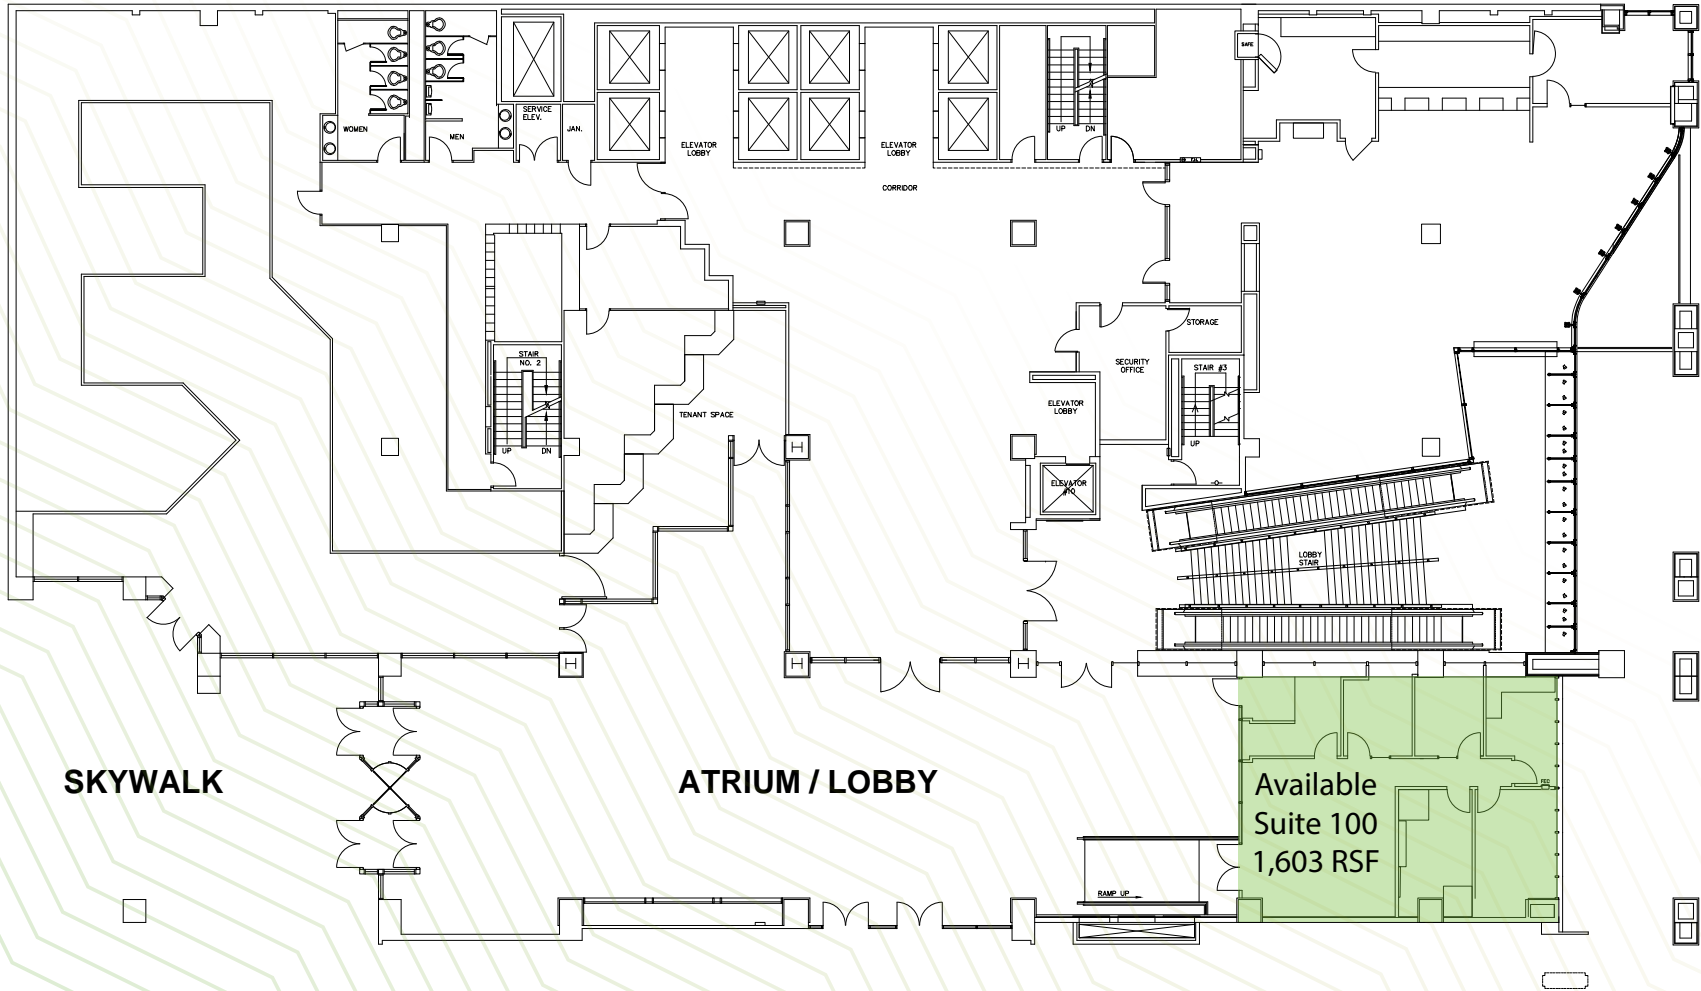 SAFE
SERVICE
ELEV.
JAN.
WOMEN
MEN
UP
DN
ELEVATOR
LOBBY
ELEVATOR
LOBBY
CORRIDOR
STORAGE
SECURITY
OFFICE
STAIR
NO. 2
STAIR #3
ELEVATOR
LOBBY
TENANT SPACE
UP
DN
UP
ELEVATOR
#10
LOBBY
STAIR
SKYWALK
ATRIUM / LOBBY
Available
Suite 100
1,603 RSF
FEC
RAMP UP